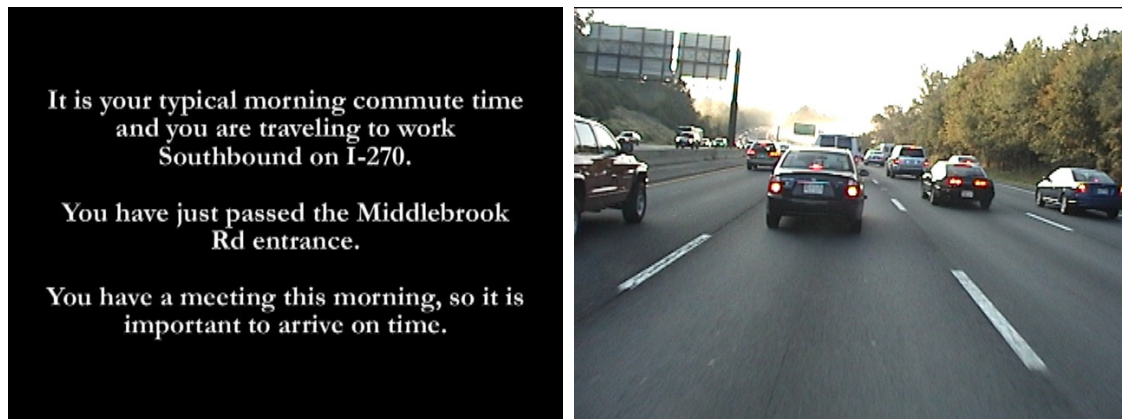 It is your typical morning commute time
and you are traveling to work
Southbound on I-270.
You have just passed the Middlebrook
Rd entrance.
You have a meeting this morning, so it is
important to arrive on time.